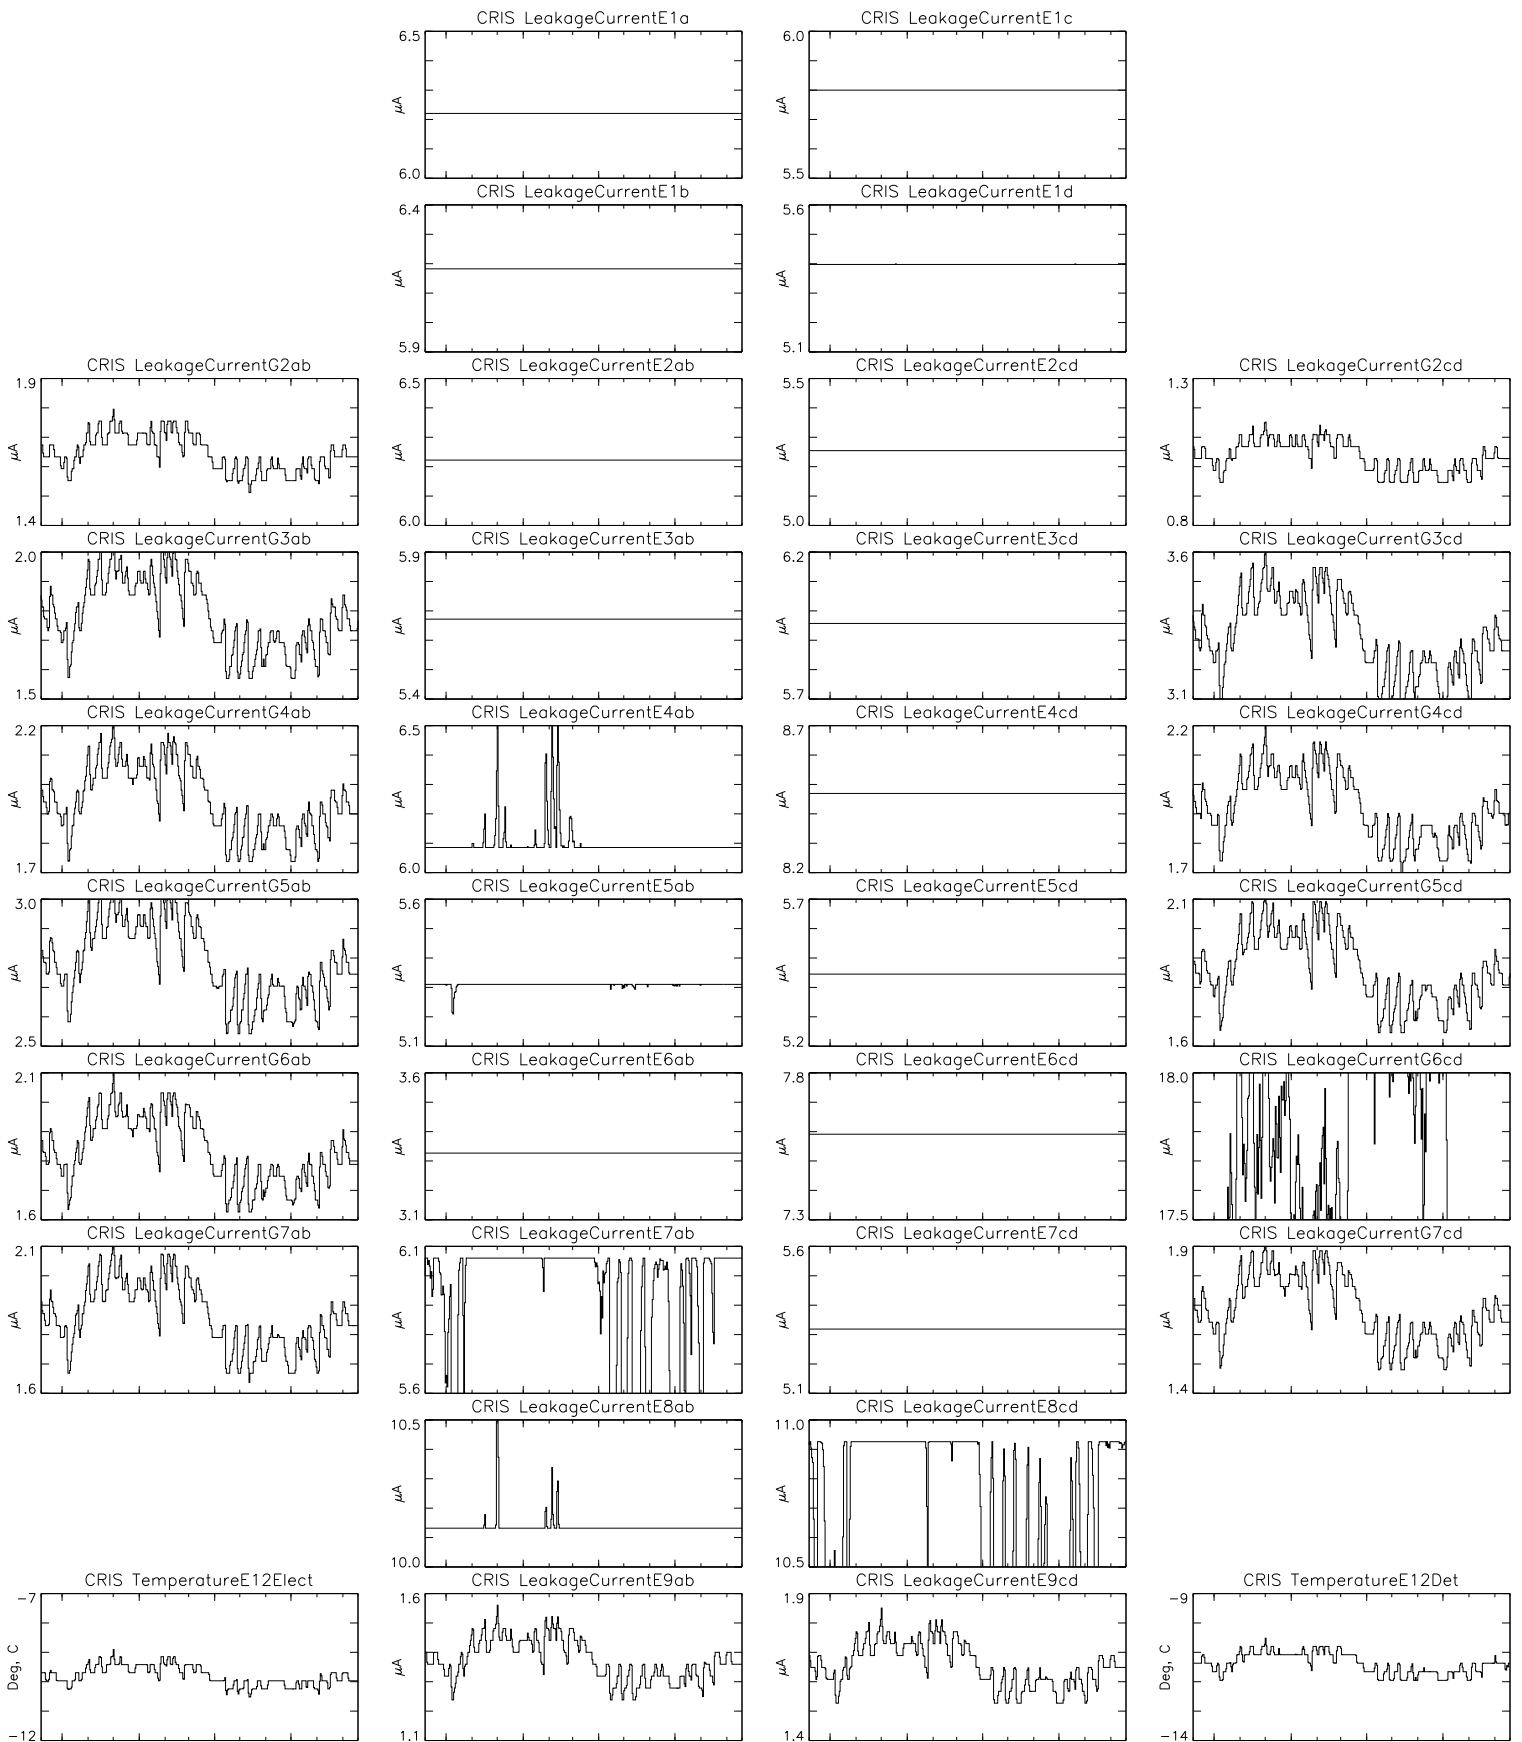 CRIS LeakageCurrentE1a
6.5
μA
6.0
CRIS LeakageCurrentE1c
6.0
μA
5.5
CRIS LeakageCurrentE1b
6.4
μA
5.9
CRIS LeakageCurrentE1d
5.6
μA
5.1
CRIS LeakageCurrentG2ab
1.9
μA
1.4
CRIS LeakageCurrentE2ab
6.5
μA
6.0
CRIS LeakageCurrentE2cd
5.5
μA
5.0
CRIS LeakageCurrentG2cd
1.3
μA
0.8
CRIS LeakageCurrentG3ab
2.0
μA
1.5
CRIS LeakageCurrentE3ab
5.9
μA
5.4
CRIS LeakageCurrentE3cd
6.2
μA
5.7
CRIS LeakageCurrentG3cd
3.6
μA
3.1
CRIS LeakageCurrentG4ab
2.2
μA
1.7
CRIS LeakageCurrentE4ab
6.5
μA
6.0
CRIS LeakageCurrentE4cd
8.7
μA
8.2
CRIS LeakageCurrentG4cd
2.2
μA
1.7
CRIS LeakageCurrentG5ab
3.0
μA
2.5
CRIS LeakageCurrentE5ab
5.6
μA
5.1
CRIS LeakageCurrentE5cd
5.7
μA
5.2
CRIS LeakageCurrentG5cd
2.1
μA
1.6
CRIS LeakageCurrentG6ab
2.1
μA
1.6
CRIS LeakageCurrentE6ab
3.6
μA
3.1
CRIS LeakageCurrentE6cd
7.8
μA
7.3
CRIS LeakageCurrentG6cd
18.0
μA
17.5
CRIS LeakageCurrentG7ab
2.1
μA
1.6
CRIS LeakageCurrentE7ab
6.1
μA
5.6
CRIS LeakageCurrentE7cd
5.6
μA
5.1
CRIS LeakageCurrentG7cd
1.9
μA
1.4
CRIS LeakageCurrentE8ab
10.5
μA
10.0
CRIS LeakageCurrentE8cd
11.0
μA
10.5
CRIS TemperatureE12Elect
-7
Deg, C
-12
CRIS LeakageCurrentE9ab
1.6
μA
1.1
CRIS LeakageCurrentE9cd
1.9
μA
1.4
CRIS TemperatureE12Det
-9
Deg, C
-14